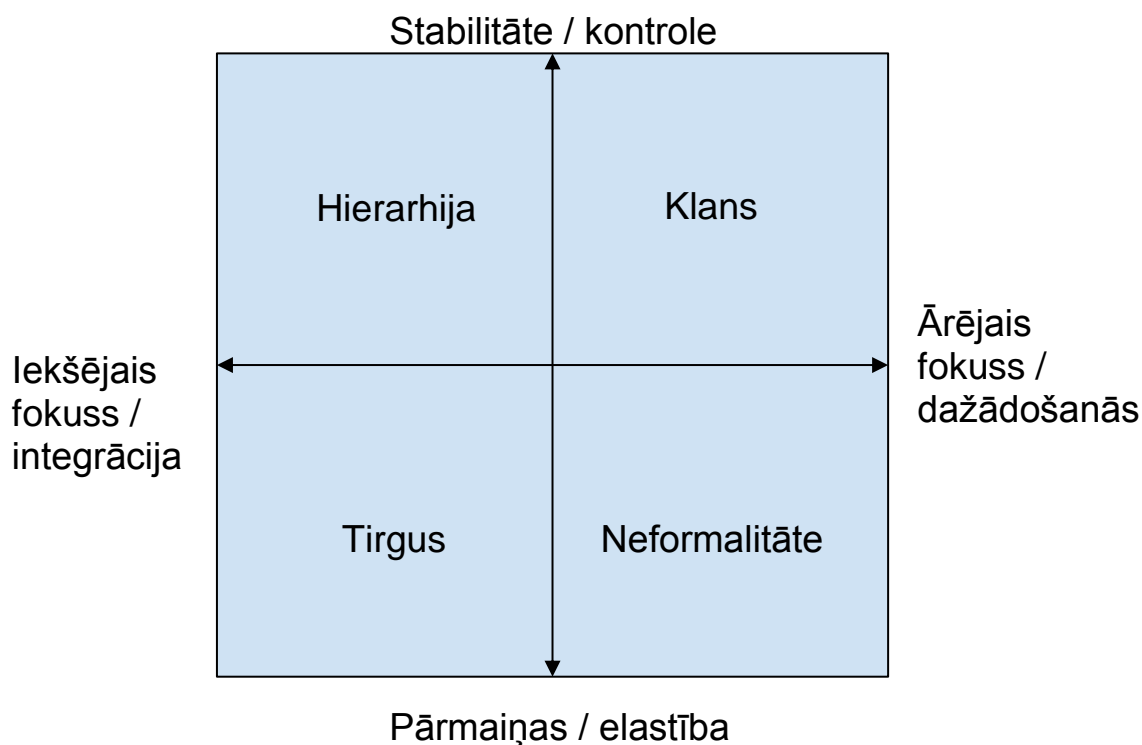 Stabilitāte / kontrole
Hierarhija
Klans
Iekšējais
fokuss /
integrācija
Ārējais
fokuss /
dažādošanās
Tirgus
Neformalitāte
Pārmaiņas / elastība